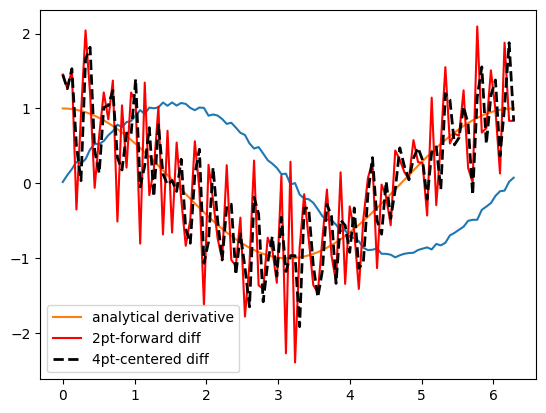 2
1
0
−1
−2
analytical derivative
2pt-forward diff
4pt-centered diff
0 1 2 3 4 5 6